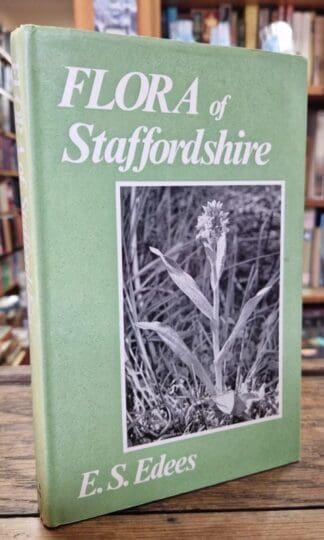 FLORA of
Staffordshire
E. S. Edees